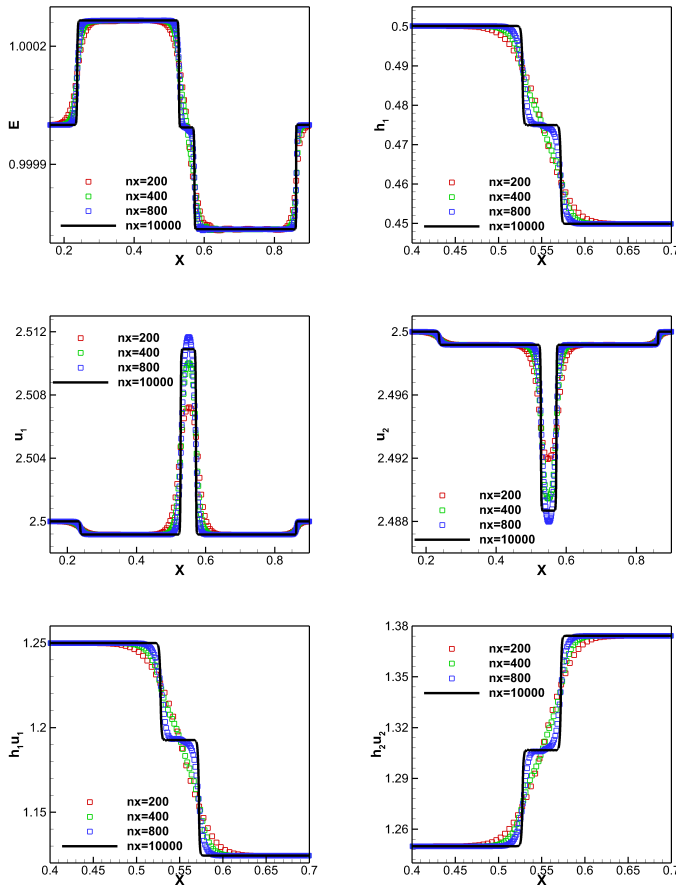 1.0002
0.9999
E
nx=200
nx=400
nx=800
nx=10000
0.2 0.4 0.6 0.8
X
0.5
0.48
0.47
0.46
0.45
h1
nx=200
nx=400
nx=800
nx=10000
0.4 0.45 0.5 0.55 0.6 0.65 0.7
X
2.512
2.508
2.504
2.5
u1
nx=200
nx=400
nx=800
nx=10000
0.2 0.4 0.6 0.8
X
2.5
2.496
2.492
2.488
u2
nx=200
nx=400
nx=800
nx=10000
0.2 0.4 0.6 0.8
X
1.25
1.2
1.15
h1u1
nx=200
nx=400
nx=800
nx=10000
0.4 0.45 0.5 0.55 0.6 0.65 0.7
X
1.38
1.35
1.32
1.29
1.26
h2u2
nx=200
nx=400
nx=800
nx=10000
0.4 0.45 0.5 0.55 0.6 0.65 0.7
X